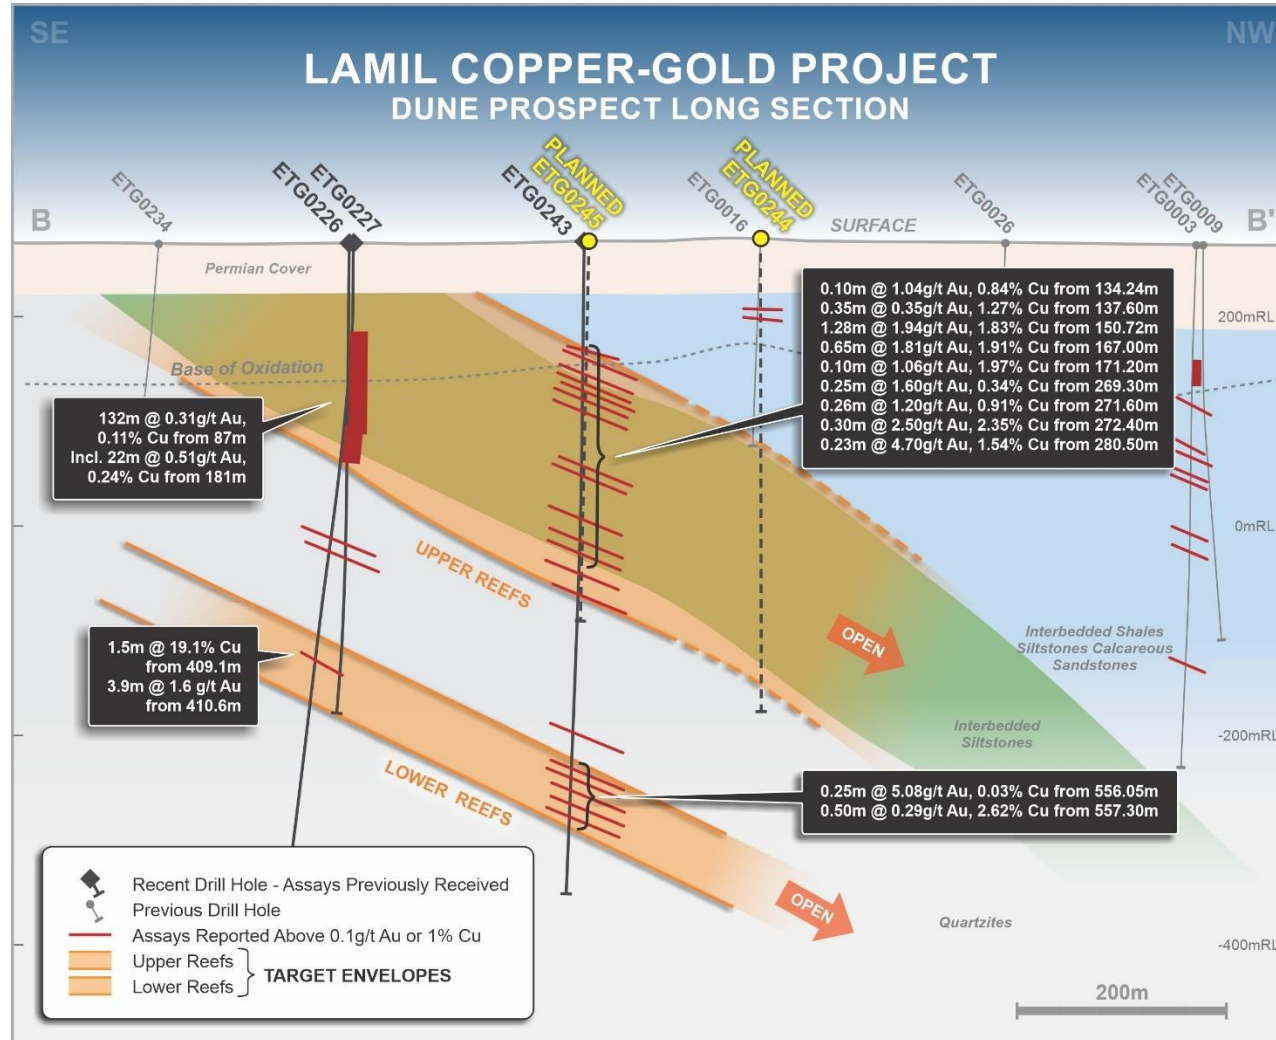 SE
NW
LAMIL COPPER-GOLD PROJECT
DUNE PROSPECT LONG SECTION
B
ETG0234
ETG0226
ETG0227
ETG0243
PLANNED
ETG0245
ETG0016
PLANNED
ETG0244
SURFACE
ETG0026
ETG0003
ETG0009
B'
Permian Cover
0.10m @ 1.04g/t Au, 0.84% Cu from 134.24m
0.35m @ 0.35g/t Au, 1.27% Cu from 137.60m
1.28m @ 1.94g/t Au, 1.83% Cu from 150.72m
0.65m @ 1.81g/t Au, 1.91% Cu from 167.00m
0.10m @ 1.06g/t Au, 1.97% Cu from 171.20m
0.25m @ 1.60g/t Au, 0.34% Cu from 269.30m
0.26m @ 1.20g/t Au, 0.91% Cu from 271.60m
0.30m @ 2.50g/t Au, 2.35% Cu from 272.40m
0.23m @ 4.70g/t Au, 1.54% Cu from 280.50m
200mRL
Base of Oxidation
132m @ 0.31g/t Au,
0.11% Cu from 87m
Incl. 22m @ 0.51g/t Au,
0.24% Cu from 181m
0mRL
UPPER REEFS
OPEN
Interbedded Shales
Siltstones Calcareous
Sandstones
1.5m @ 19.1% Cu
from 409.1m
3.9m @ 1.6 g/t Au
from 410.6m
Interbedded
Siltstones
-200mRL
LOWER REEFS
0.25m @ 5.08g/t Au, 0.03% Cu from 556.05m
0.50m @ 0.29g/t Au, 2.62% Cu from 557.30m
OPEN
Quartzites
-400mRL
Recent Drill Hole - Assays Previously Received
Previous Drill Hole
Assays Reported Above 0.1g/t Au or 1% Cu
Upper Reefs
Lower Reefs
TARGET ENVELOPES
200m